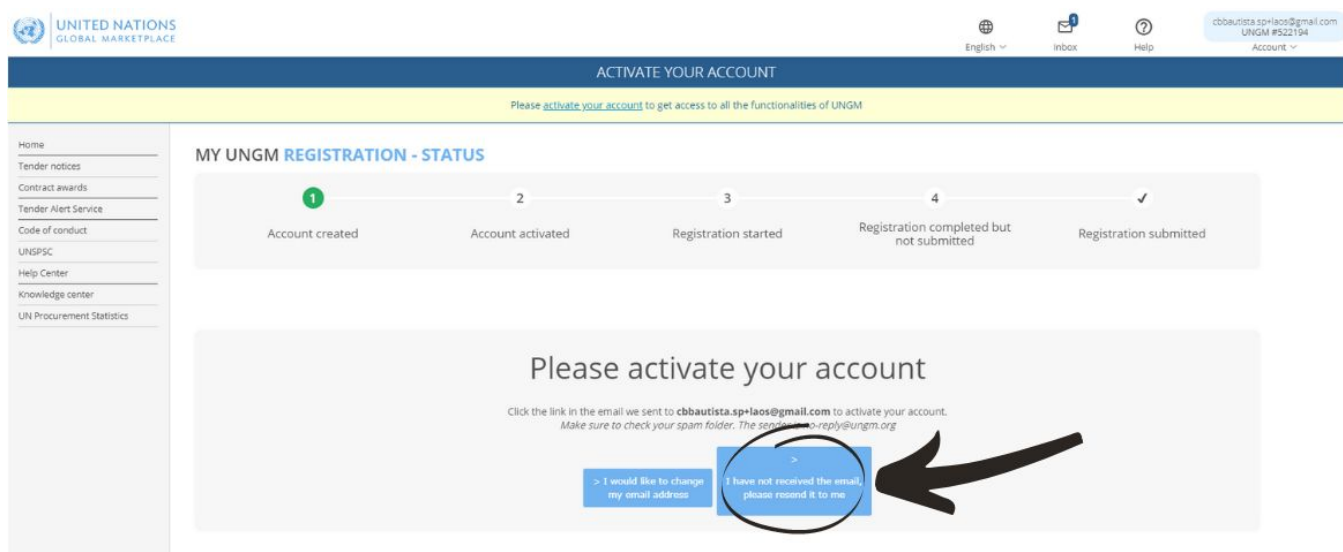 UNITED NATIONS
GLOBAL MARKETPLACE
English
1
Inbox
Help
cbbautista.sp+laos@gmail.com
UNGM #522194
Account
ACTIVATE YOUR ACCOUNT
Please activate your account to get access to all the functionalities of UNGM
Home
Tender notices
Contract awards
Tender Alert Service
Code of conduct
UNSPSC
Help Center
Knowledge center
UN Procurement Statistics
MY UNGM REGISTRATION - STATUS
1
2
3
4
✓
Account created
Account activated
Registration started
Registration completed but
not submitted
Registration submitted
Please activate your account
Click the link in the email we sent to cbbautista.sp+laos@gmail.com to activate your account.
Make sure to check your spam folder. The sender is no-reply@ungm.org
> I would like to change
my email address
>
I have not received the email,
please resend it to me